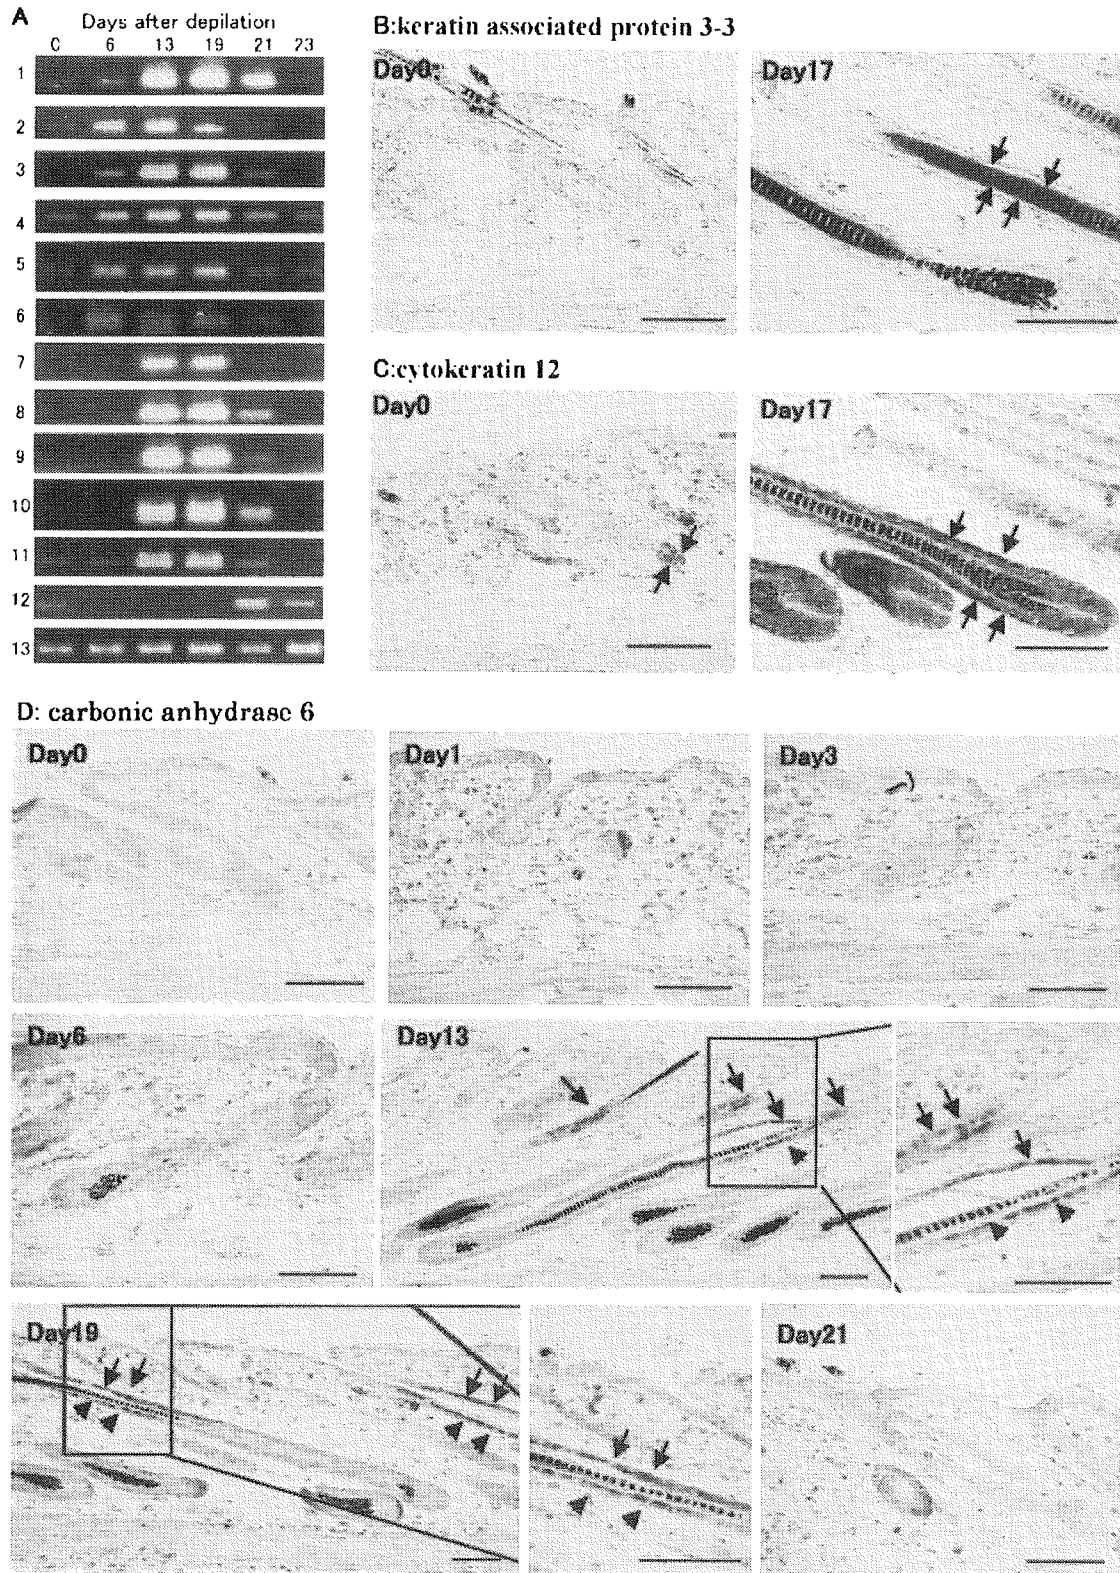 A
Days after depilation
C 6 13 19 21 23
1
2
3
4
5
6
7
8
9
10
11
12
13
B:keratin associated protein 3-3
Day0:
Day17
C:cytokeratin 12
Day0
Day17
D: carbonic anhydrase 6
Day0
Day1
Day3
Day6
Day13
Day19
Day21